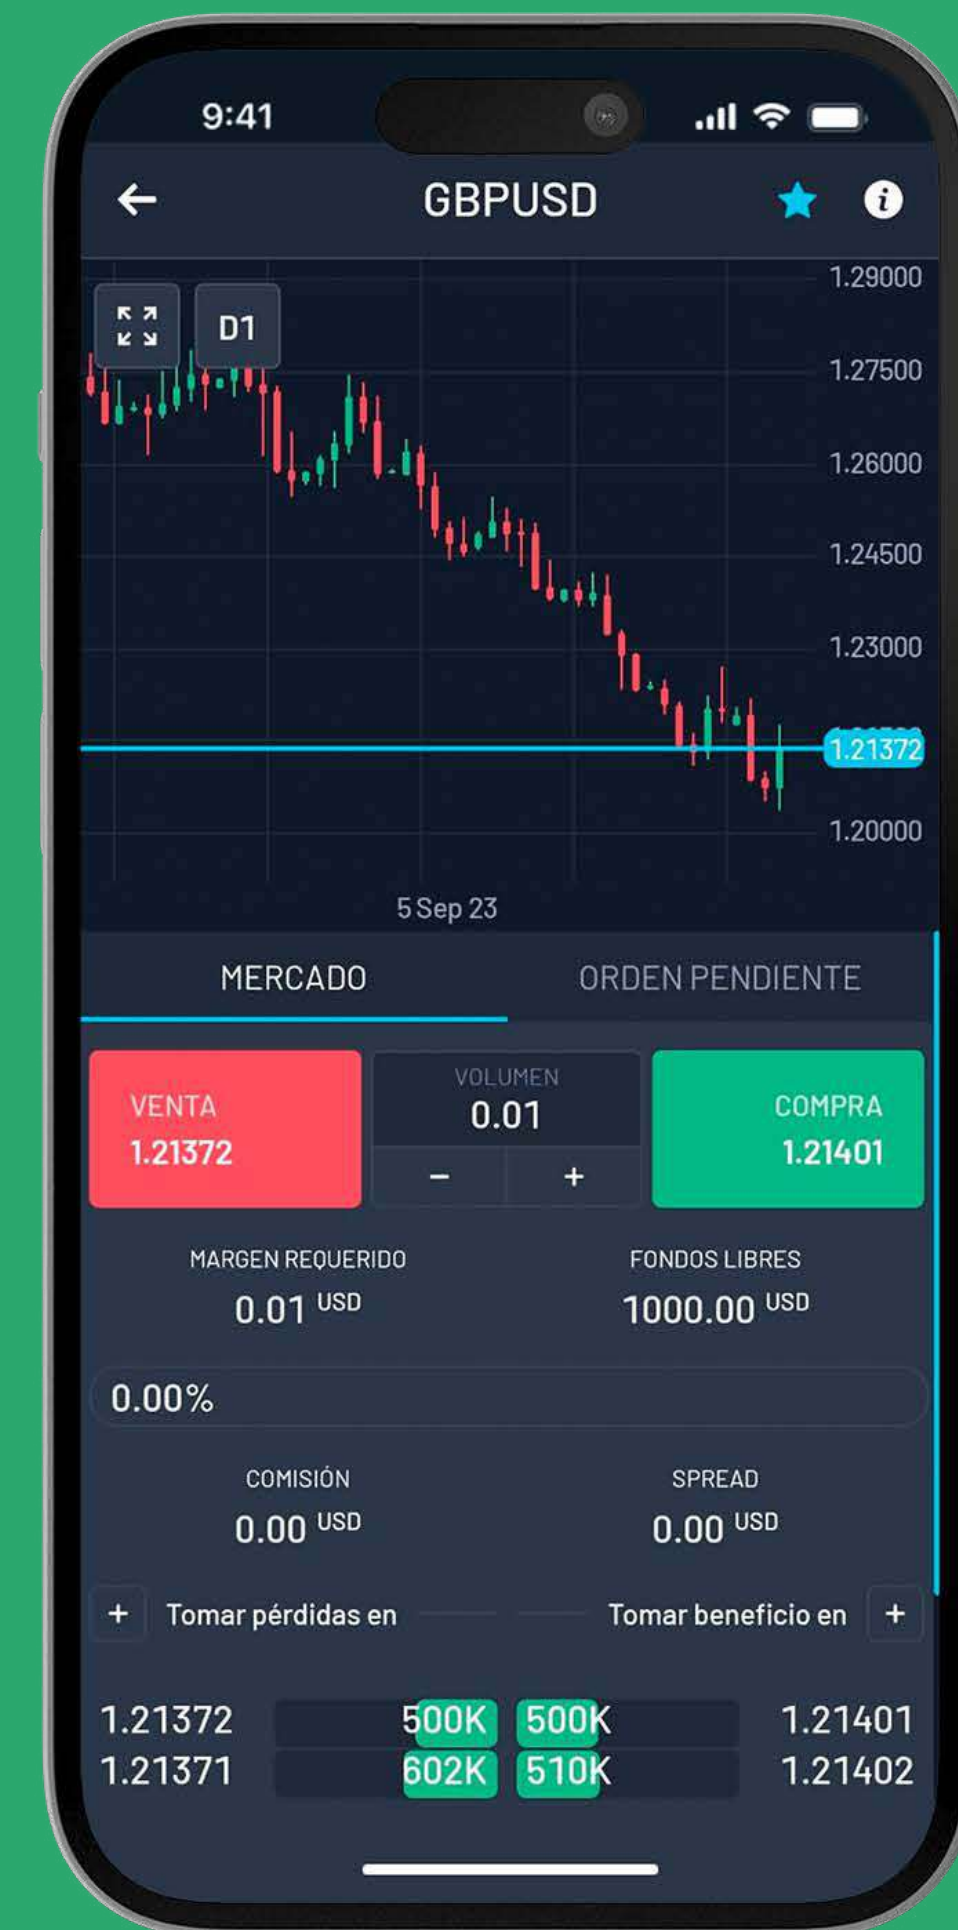 9:41
GBPUSD
D1
1.29000
1.27500
1.26000
1.24500
1.23000
1.21372
1.20000
5 Sep 23
MERCADO
ORDEN PENDIENTE
VENTA
1.21372
VOLUMEN
0.01
− +
COMPRA
1.21401
MARGEN REQUERIDO
0.01 USD
FONDOS LIBRES
1000.00 USD
0.00%
COMISIÓN
0.00 USD
SPREAD
0.00 USD
+ Tomar pérdidas en
Tomar beneficio en +
1.21372 500K 500K 1.21401
1.21371 602K 510K 1.21402